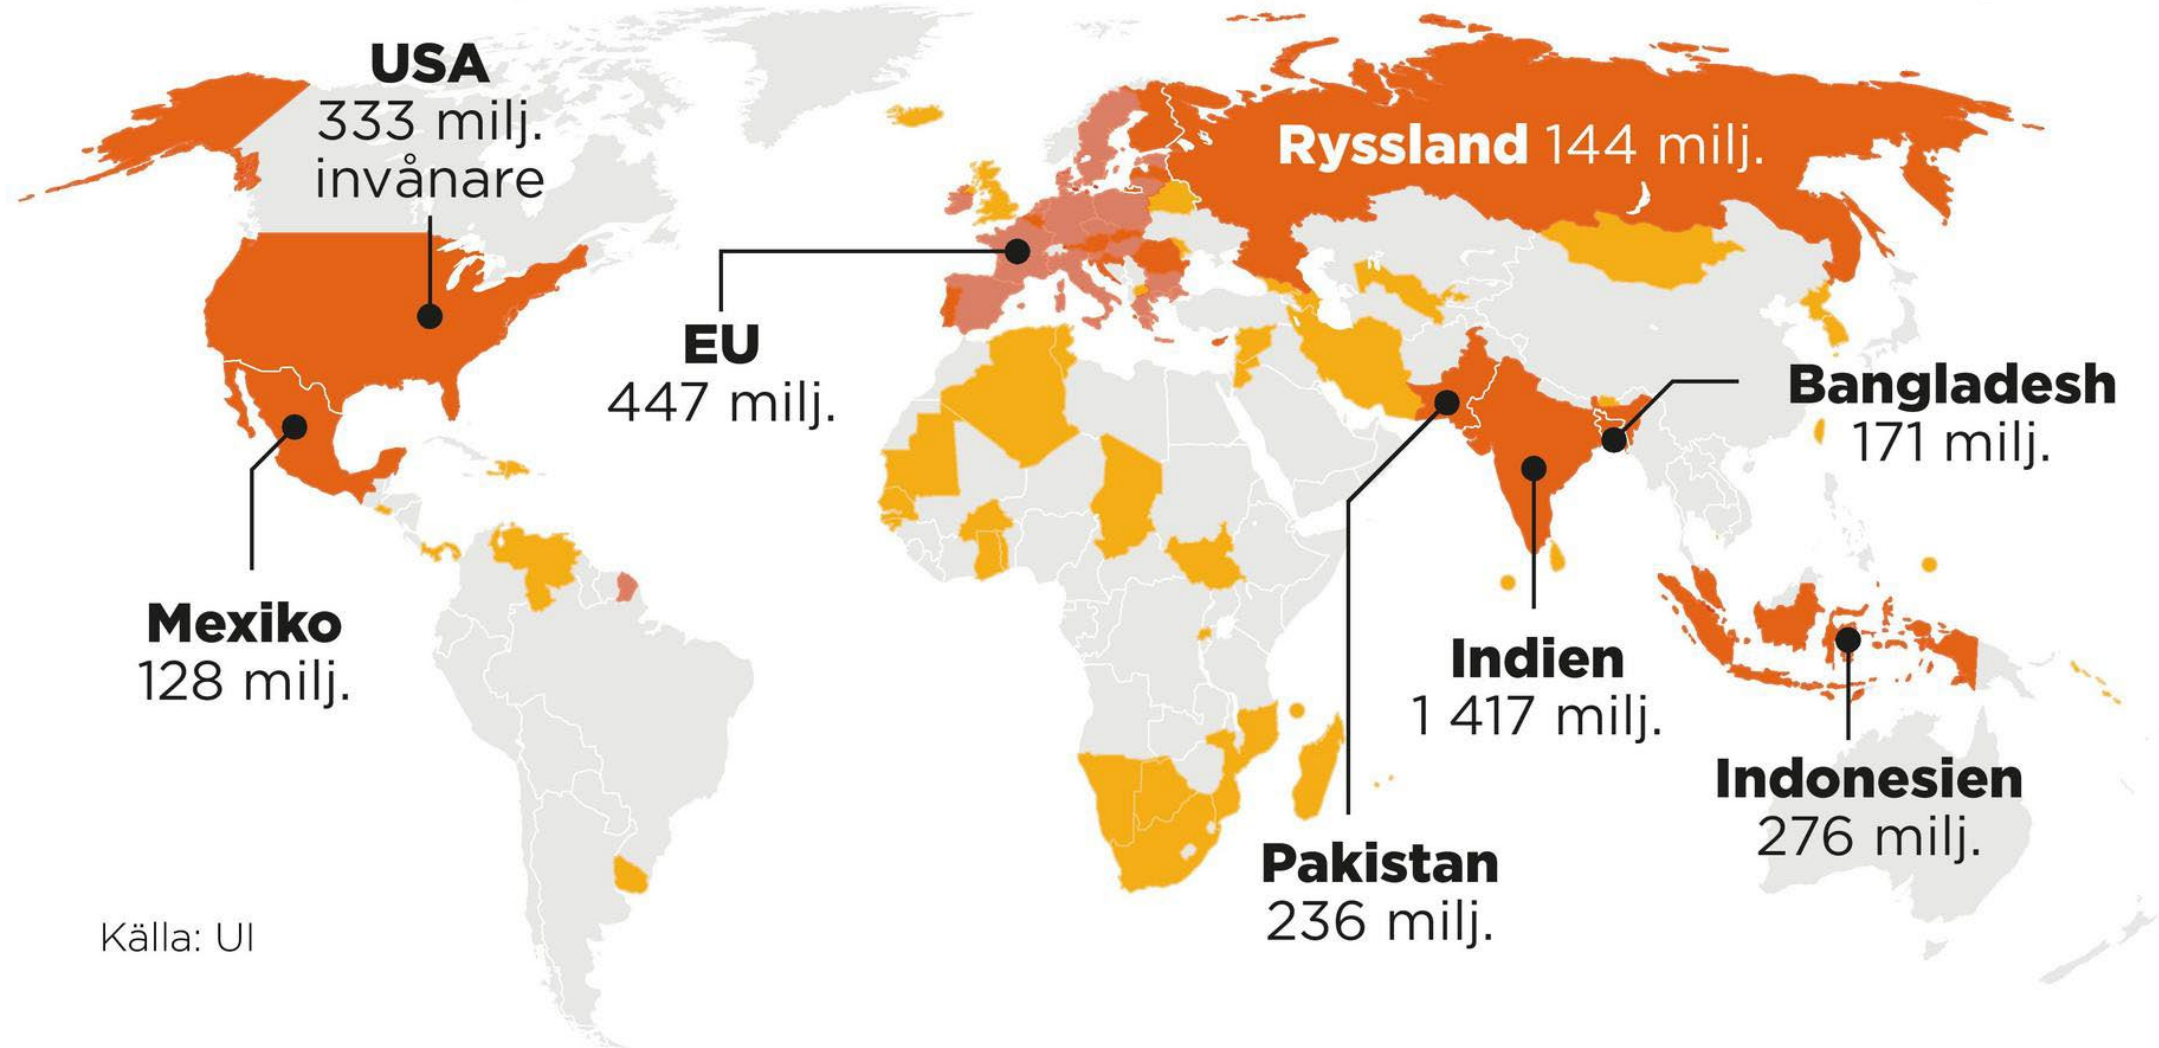 USA
333 milj.
invånare
Ryssland 144 milj.
EU
447 milj.
Bangladesh
171 milj.
Mexiko
128 milj.
Indien
1 417 milj.
Indonesien
276 milj.
Pakistan
236 milj.
Källa: UI